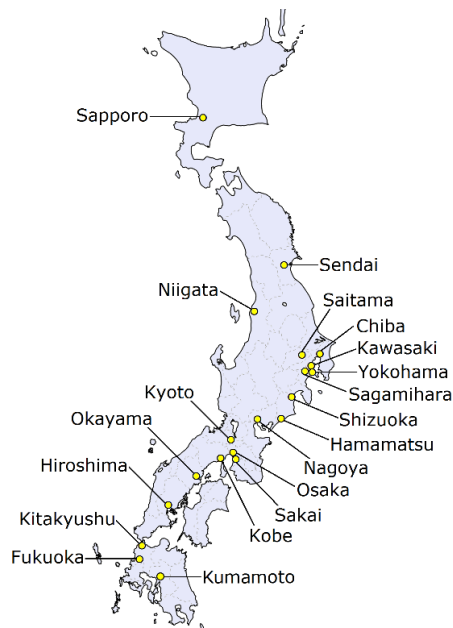 Sapporo
Sendai
Niigata
Saitama
Chiba
Kawasaki
Yokohama
Sagamihara
Kyoto
Shizuoka
Okayama
Hamamatsu
Hiroshima
Nagoya
Osaka
Sakai
Kitakyushu
Kobe
Fukuoka
Kumamoto